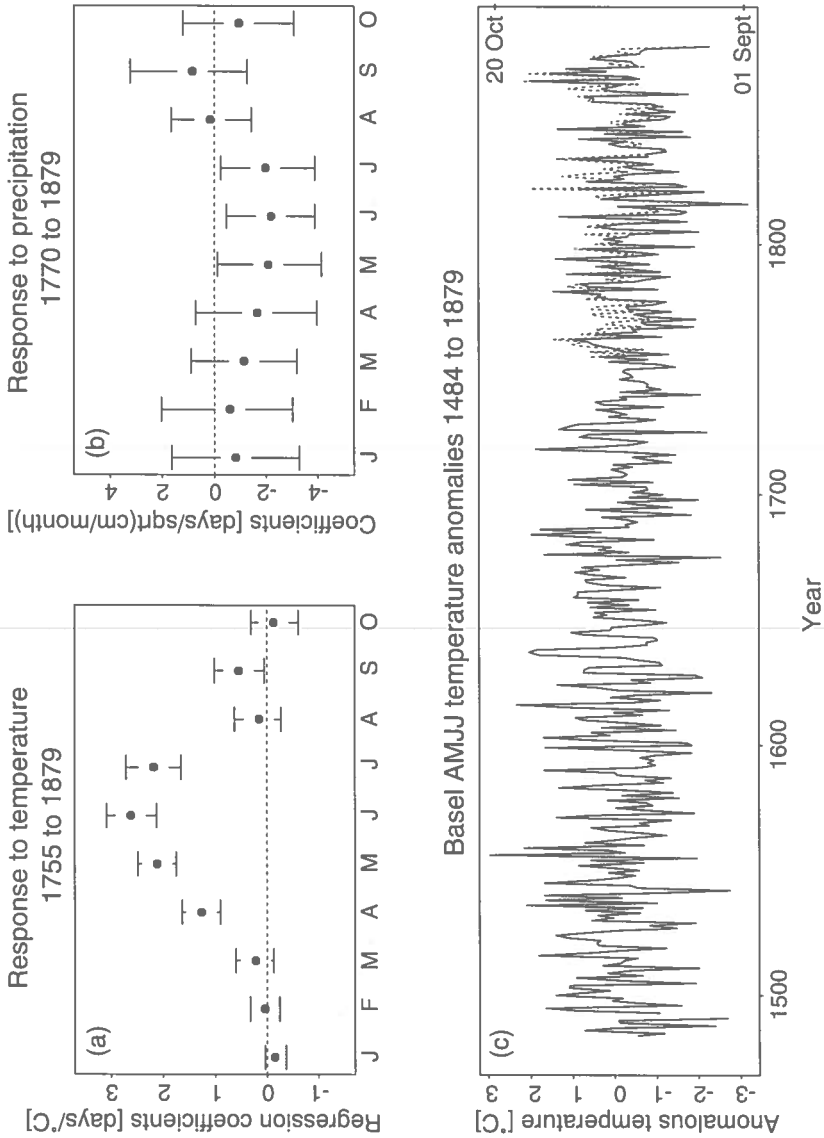 Response to temperature
1755 to 1879
(a)
Regression coefficients [days/°C]
3
2
1
0
-1
J F M A M J J A S O
Response to precipitation
1770 to 1879
(b)
Coefficients [days/sqrt(cm/month)]
4
2
0
-2
-4
J F M A M J J A S O
Basel AMJJ temperature anomalies 1484 to 1879
(c)
Anomalous temperature [°C]
3
2
1
0
-1
-2
-3
20 Oct
01 Sept
1500 1600 1700 1800
Year